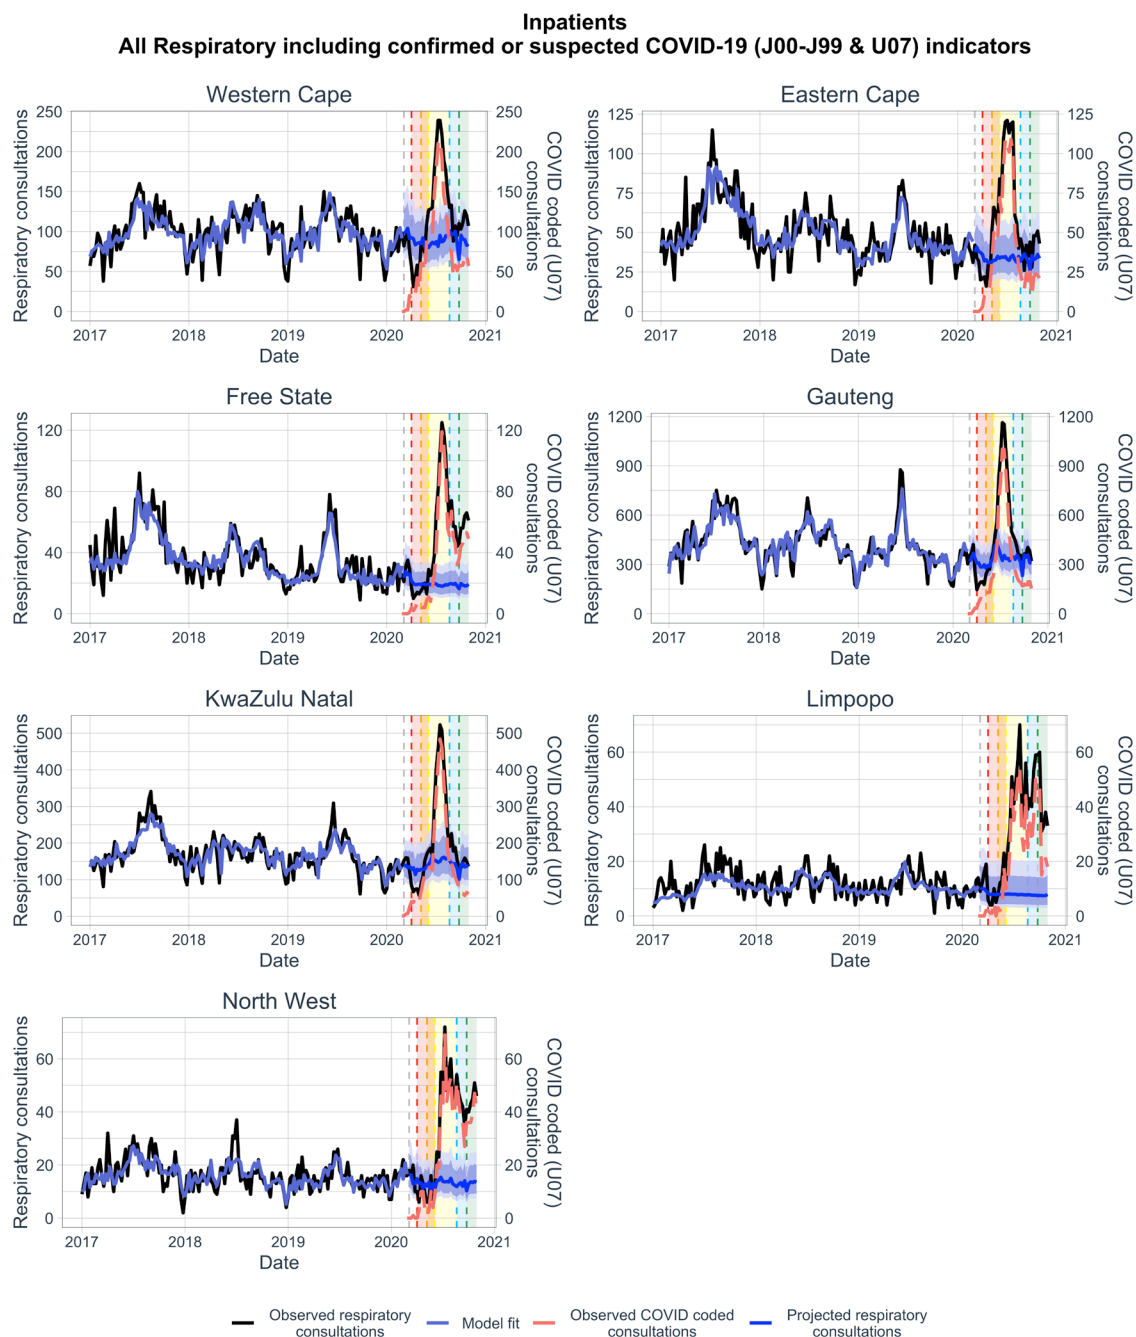 Inpatients
All Respiratory including confirmed or suspected COVID-19 (J00-J99 & U07) indicators
Western Cape
Respiratory consultations
250
200
150
100
50
0
250
200
150
100
50
0
COVID coded (U07)
consultations
2017 2018 2019 2020 2021
Date
Eastern Cape
Respiratory consultations
125
100
75
50
25
0
125
100
75
50
25
0
COVID coded (U07)
consultations
2017 2018 2019 2020 2021
Date
Free State
Respiratory consultations
120
80
40
0
120
80
40
0
COVID coded (U07)
consultations
2017 2018 2019 2020 2021
Date
Gauteng
Respiratory consultations
1200
900
600
300
0
1200
900
600
300
0
COVID coded (U07)
consultations
2017 2018 2019 2020 2021
Date
KwaZulu Natal
Respiratory consultations
500
400
300
200
100
0
500
400
300
200
100
0
COVID coded (U07)
consultations
2017 2018 2019 2020 2021
Date
Limpopo
Respiratory consultations
60
40
20
0
60
40
20
0
COVID coded (U07)
consultations
2017 2018 2019 2020 2021
Date
North West
Respiratory consultations
60
40
20
0
60
40
20
0
COVID coded (U07)
consultations
2017 2018 2019 2020 2021
Date
Observed respiratory
consultations
Model fit
Observed COVID coded
consultations
Projected respiratory
consultations